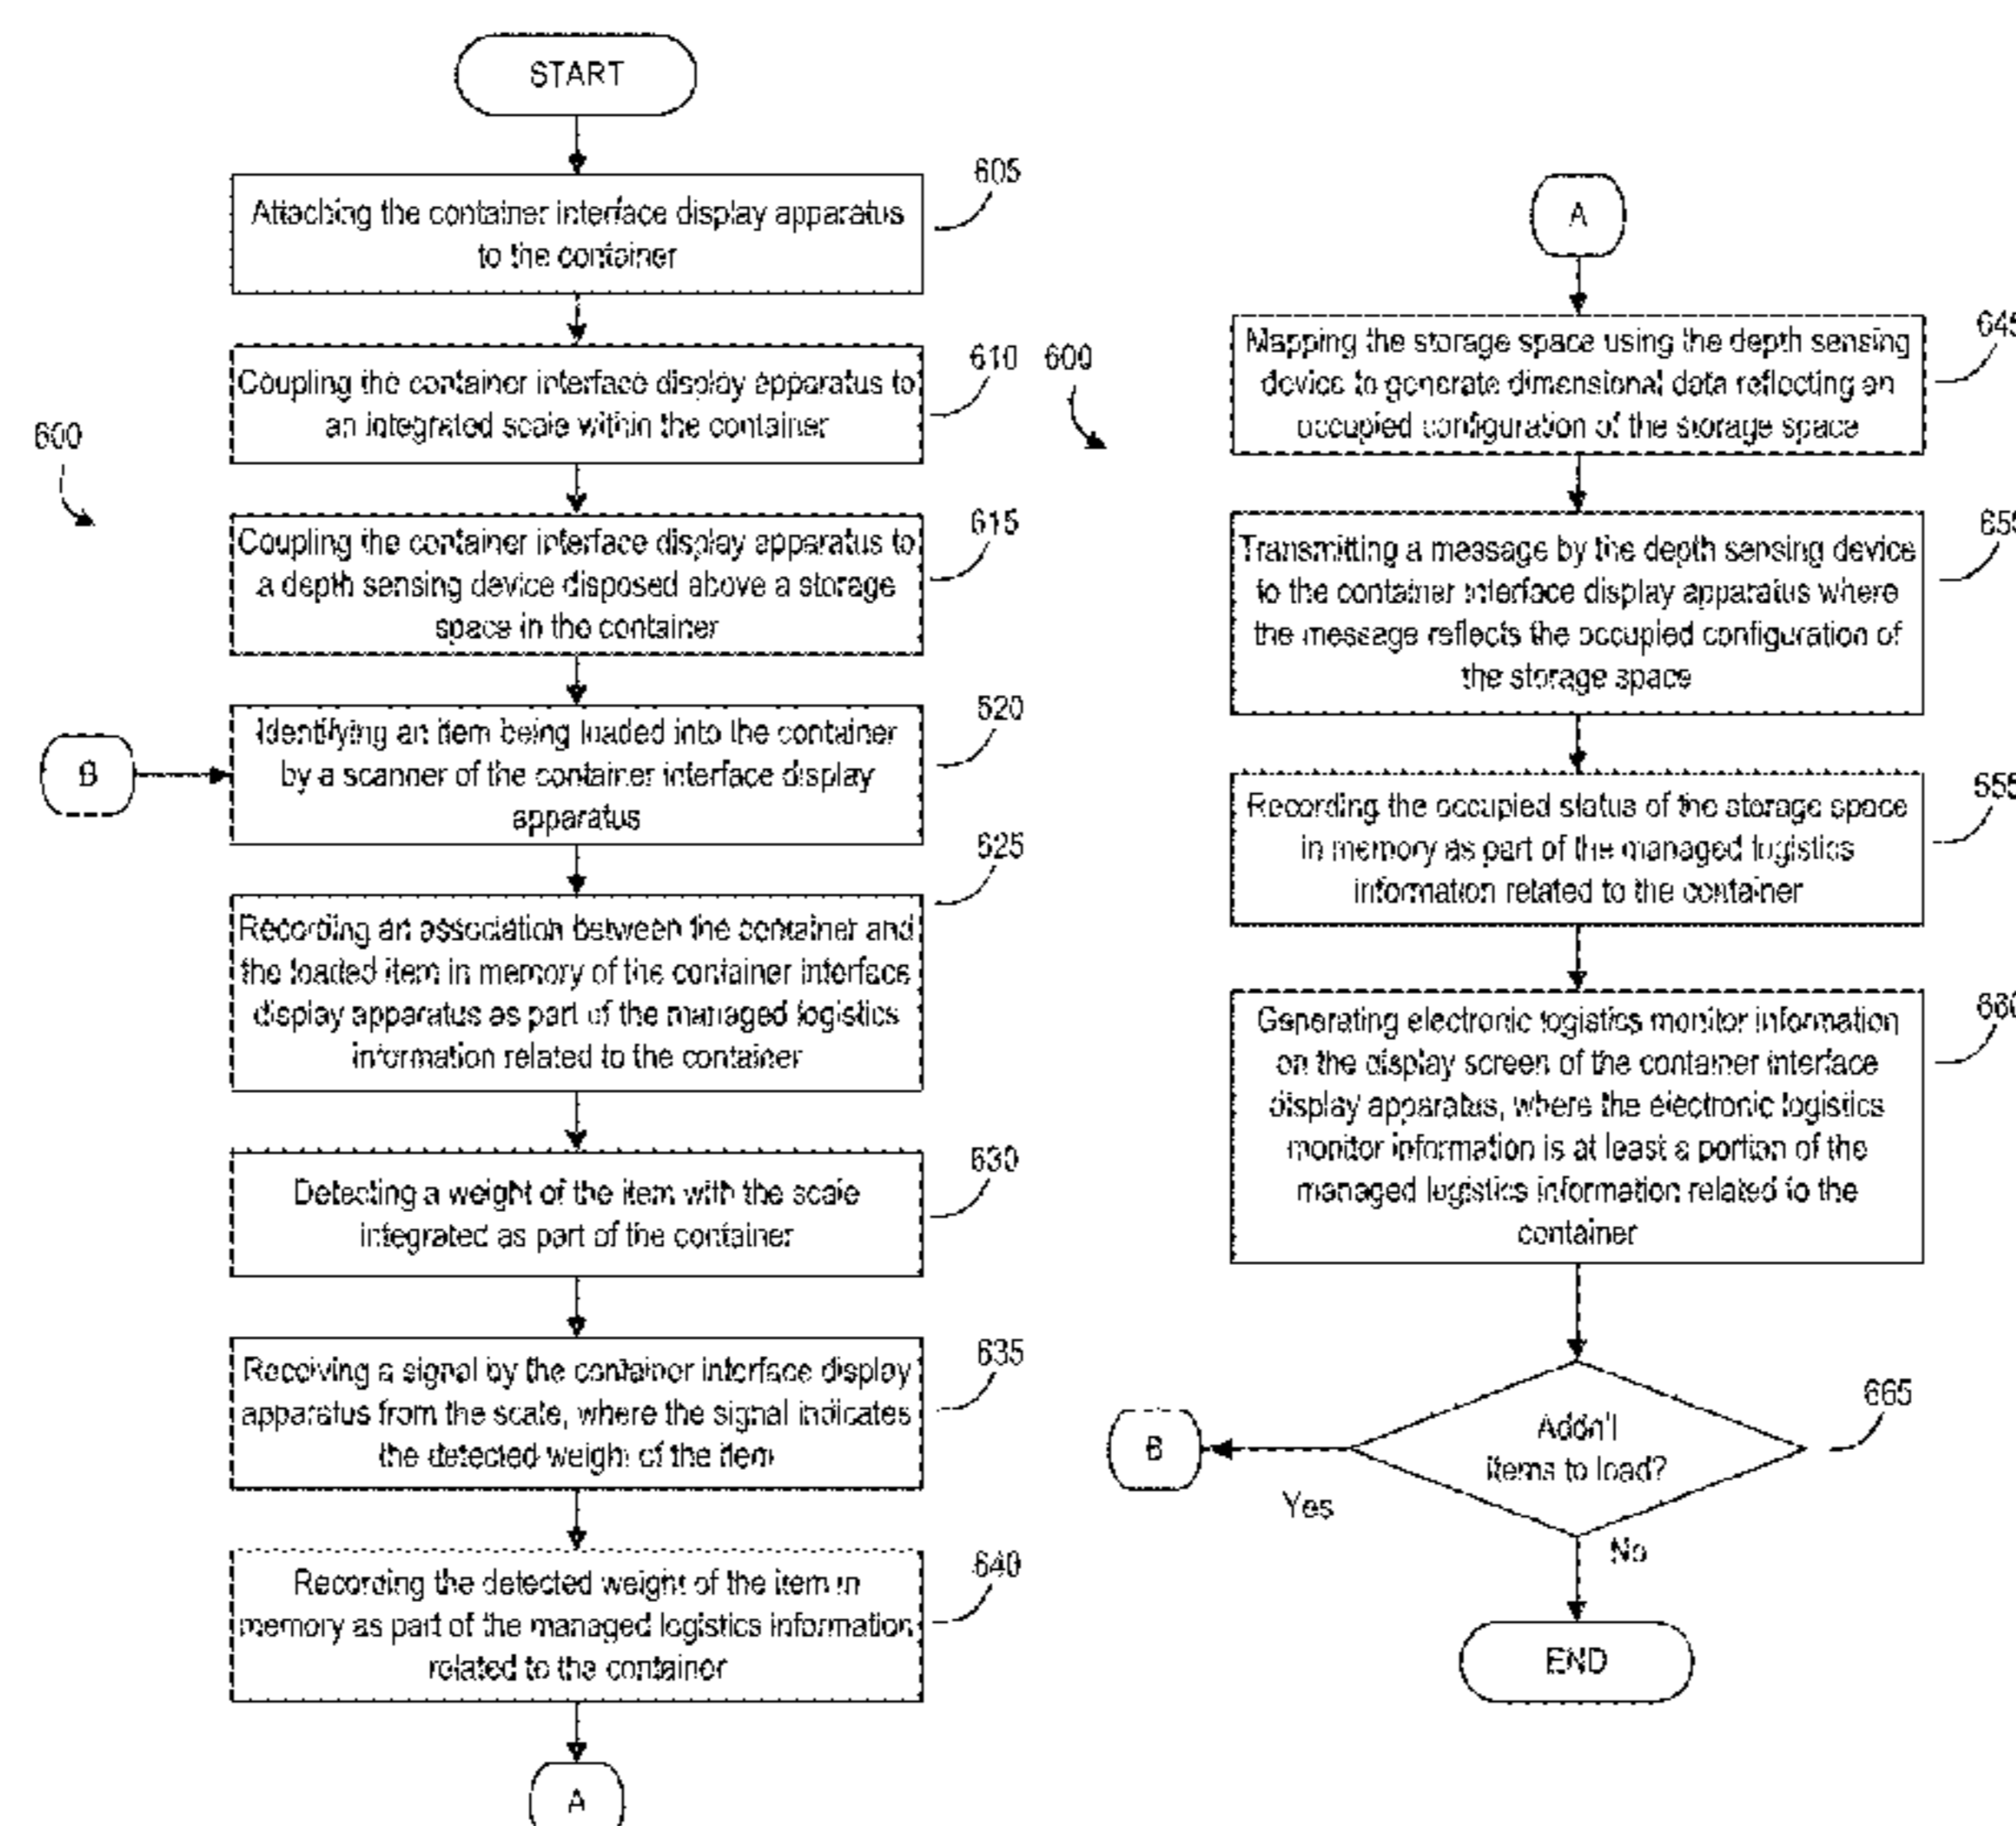 START
605
Attaching the container interface display apparatus
to the container
610
Coupling the container interface display apparatus to
an integrated scale within the container
600
615
Coupling the container interface display apparatus to
a depth sensing device disposed above a storage
space in the container
B
620
Identifying an item being loaded into the container
by a scanner of the container interface display
apparatus
625
Recording an association between the container and
the loaded item in memory of the container interface
display apparatus as part of the managed logistics
information related to the container
630
Detecting a weight of the item with the scale
integrated as part of the container
635
Receiving a signal by the container interface display
apparatus from the scale, where the signal indicates
the detected weight of the item
640
Recording the detected weight of the item in
memory as part of the managed logistics information
related to the container
A
600
A
645
Mapping the storage space using the depth sensing
device to generate dimensional data reflecting an
occupied configuration of the storage space
Transmitting a message by the depth sensing device
to the container interface display apparatus where
the message reflects the occupied configuration of
the storage space
655
Recording the occupied status of the storage space
in memory as part of the managed logistics
information related to the container
660
Generating electronic logistics monitor information
on the display screen of the container interface
display apparatus, where the electronic logistics
monitor information is at least a portion of the
managed logistics information related to the
container
665
Addn'l
items to load?
B
Yes
No
END